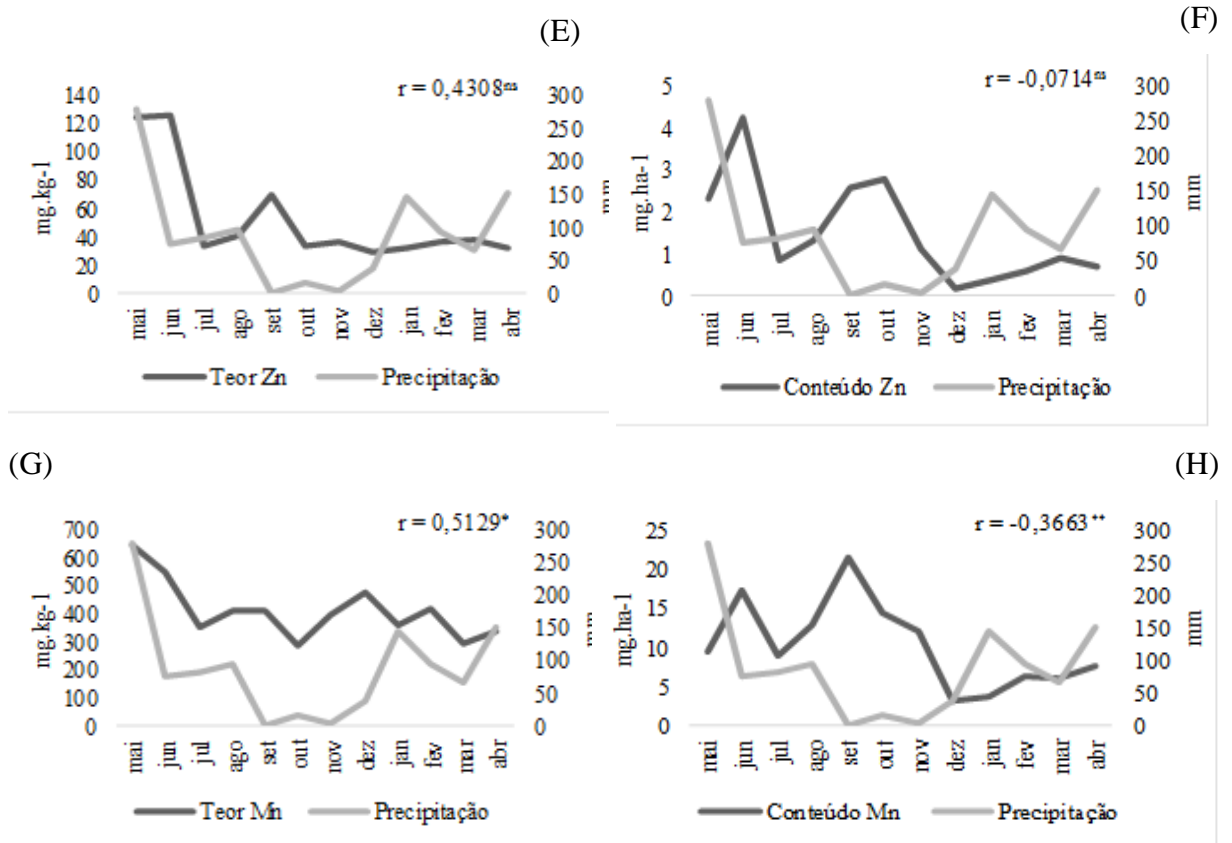 (E)
r = 0,4308ns
140
120
100
80
60
40
20
0
mg.kg-1
300
250
200
150
100
50
0
mm
mai jun jul ago set out nov dez jan fev mar abr
Teor Zn Precipitação
(F)
r = -0,0714ns
5
4
3
2
1
0
mg.ha-1
300
250
200
150
100
50
0
mm
mai jun jul ago set out nov dez jan fev mar abr
Conteúdo Zn Precipitação
(G)
r = 0,5129*
700
600
500
400
300
200
100
0
mg.kg-1
300
250
200
150
100
50
0
mm
mai jun jul ago set out nov dez jan fev mar abr
Teor Mn Precipitação
(H)
r = -0,3663**
25
20
15
10
5
0
mg.ha-1
300
250
200
150
100
50
0
mm
mai jun jul ago set out nov dez jan fev mar abr
Conteúdo Mn Precipitação